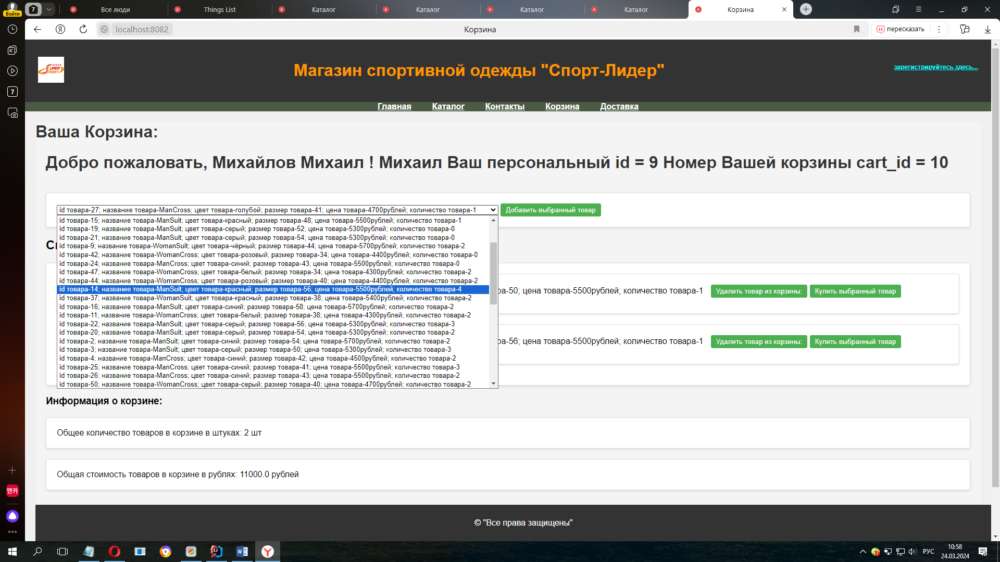 Войти
7
Все люди
Things List
Каталог
Каталог
Каталог
Каталог
Корзина
localhost:8082
Корзина
пересказать
7
SUPER SPORT
Магазин спортивной одежды "Спорт-Лидер"
зарегистрируйтесь здесь...
Главная Каталог Контакты Корзина Доставка
Ваша Корзина:
Добро пожаловать, Михайлов Михаил ! Михаил Ваш персональный id = 9 Номер Вашей корзины cart_id = 10
id товара-27; название товара-ManCross; цвет товара-голубой; размер товара-41; цена товара-4700рублей; количество товара-1
Добавить выбранный товар
id товара-15; название товара-ManSuit; цвет товара-красный; размер товара-48; цена товара-5500рублей; количество товара-1
id товара-19; название товара-ManSuit; цвет товара-серый; размер товара-52; цена товара-5300рублей; количество товара-0
id товара-21; название товара-ManSuit; цвет товара-серый; размер товара-54; цена товара-5300рублей; количество товара-0
id товара-9; название товара-WomanSuit; цвет товара-чёрный; размер товара-44; цена товара-5700рублей; количество товара-2
id товара-42; название товара-WomanCross; цвет товара-розовый; размер товара-34; цена товара-4400рублей; количество товара-0
id товара-24; название товара-ManCross; цвет товара-синий; размер товара-43; цена товара-5500рублей; количество товара-0
id товара-47; название товара-WomanCross; цвет товара-белый; размер товара-34; цена товара-4300рублей; количество товара-2
id товара-44; название товара-WomanCross; цвет товара-розовый; размер товара-40; цена товара-4400рублей; количество товара-2
id товара-14; название товара-ManSuit; цвет товара-красный; размер товара-56; цена товара-5500рублей; количество товара-4
id товара-37; название товара-WomanSuit; цвет товара-красный; размер товара-38; цена товара-5400рублей; количество товара-2
id товара-16; название товара-ManSuit; цвет товара-синий; размер товара-58; цена товара-5700рублей; количество товара-2
id товара-11; название товара-WomanCross; цвет товара-белый; размер товара-38; цена товара-4300рублей; количество товара-2
id товара-22; название товара-ManSuit; цвет товара-серый; размер товара-56; цена товара-5300рублей; количество товара-3
id товара-20; название товара-ManSuit; цвет товара-серый; размер товара-54; цена товара-5300рублей; количество товара-2
id товара-2; название товара-ManSuit; цвет товара-синий; размер товара-54; цена товара-5700рублей; количество товара-2
id товара-3; название товара-ManSuit; цвет товара-серый; размер товара-50; цена товара-5300рублей; количество товара-3
id товара-4; название товара-ManCross; цвет товара-синий; размер товара-42; цена товара-4500рублей; количество товара-2
id товара-25; название товара-ManCross; цвет товара-синий; размер товара-41; цена товара-5500рублей; количество товара-3
id товара-26; название товара-ManCross; цвет товара-синий; размер товара-43; цена товара-5500рублей; количество товара-2
id товара-50; название товара-WomanCross; цвет товара-серый; размер товара-40; цена товара-4700рублей; количество товара-2
ра-50; цена товара-5500рублей; количество товара-1 Удалить товар из корзины: Купить выбранный товар
ра-56; цена товара-5500рублей; количество товара-1 Удалить товар из корзины: Купить выбранный товар
Информация о корзине:
Общее количество товаров в корзине в штуках: 2 шт
Общая стоимость товаров в корзине в рублях: 11000.0 рублей
© "Все права защищены"
엔카
РУС
10:58
24.03.2024